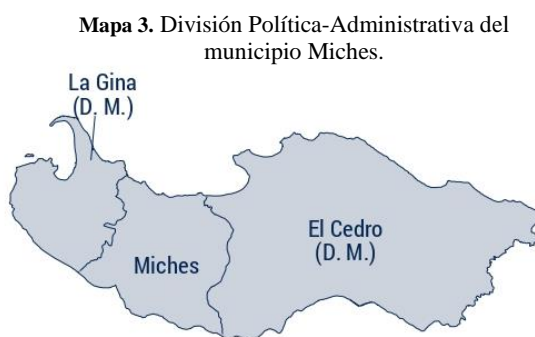 Mapa 3. División Política-Administrativa del
municipio Miches.
La Gina
(D. M.)
El Cedro
(D. M.)
Miches